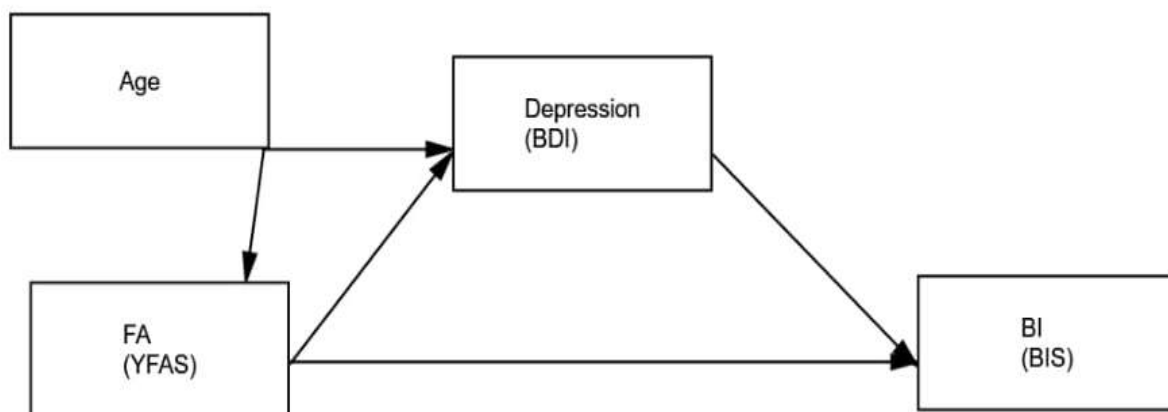 Age
Depression
(BDI)
FA
(YFAS)
BI
(BIS)